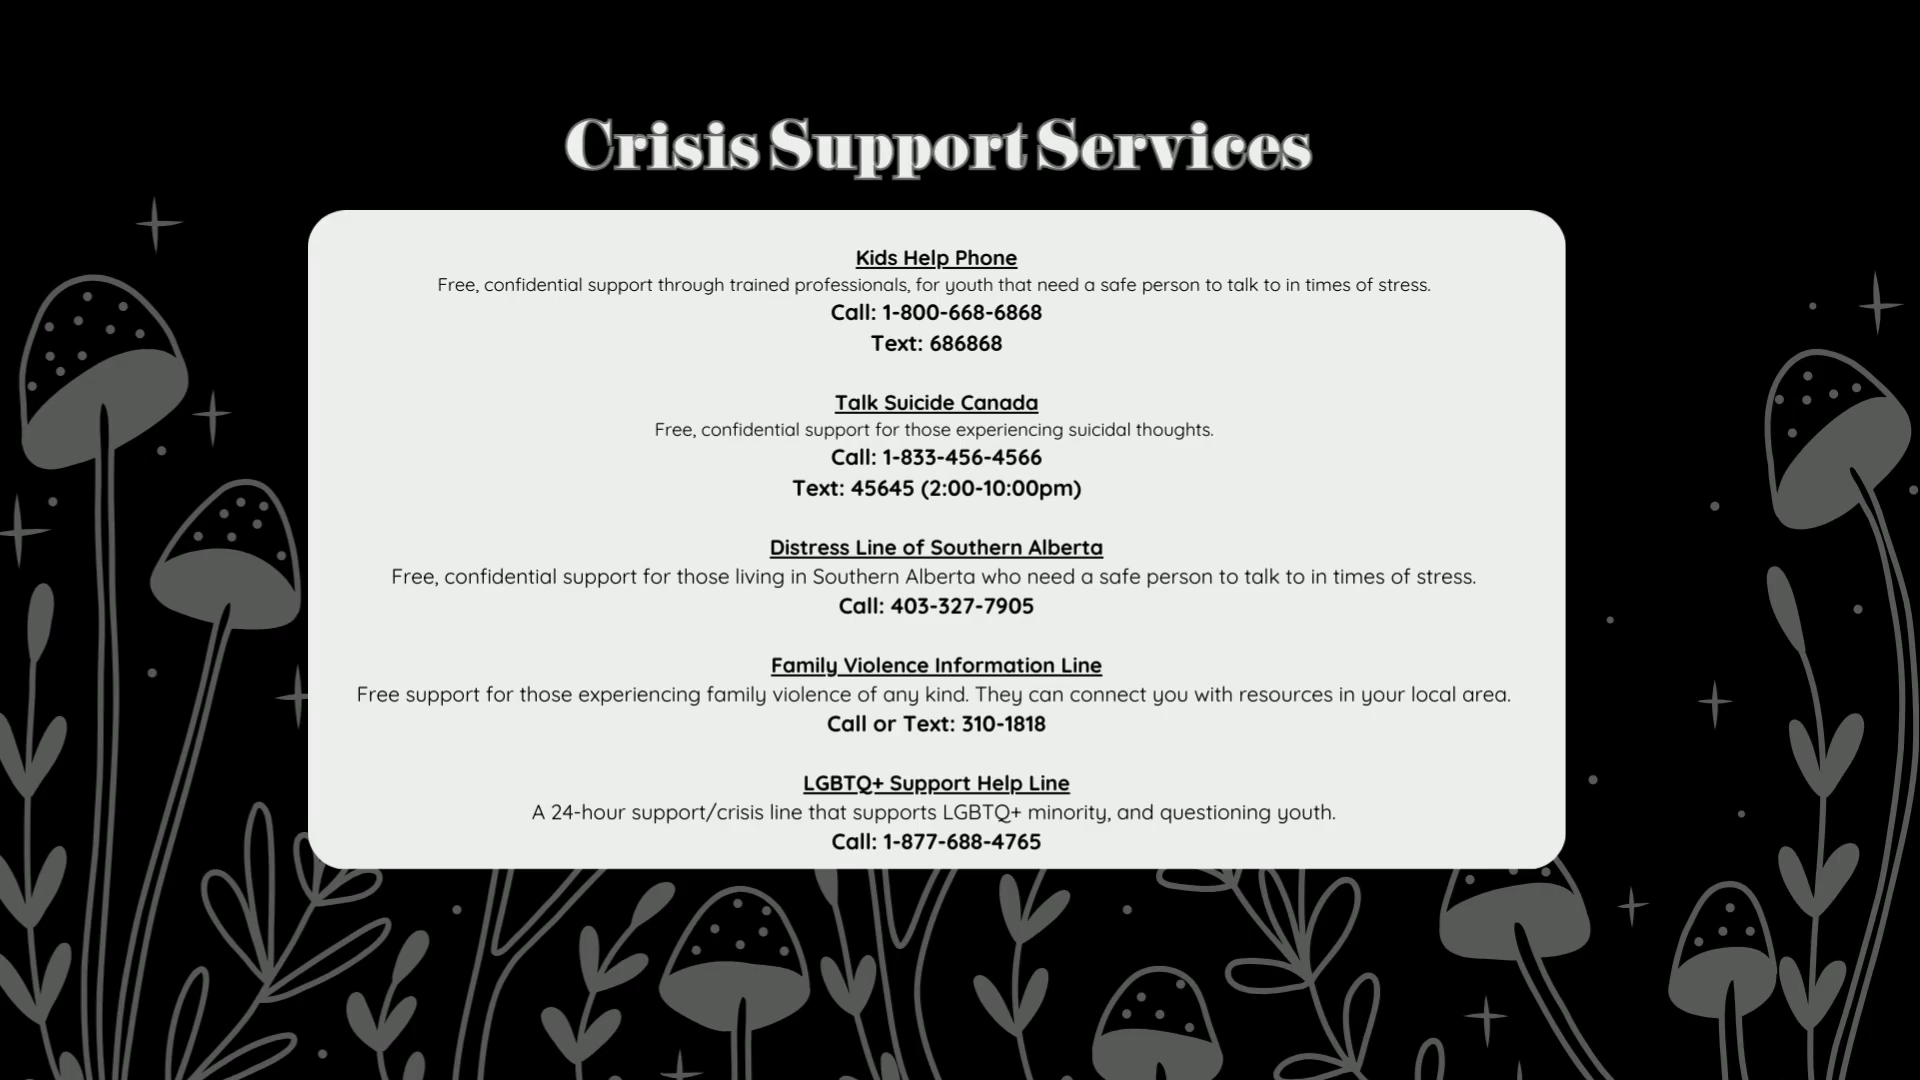 Crisis Support Services
Kids Help Phone
Free, confidential support through trained professionals, for youth that need a safe person to talk to in times of stress.
Call: 1-800-668-6868
Text: 686868
Talk Suicide Canada
Free, confidential support for those experiencing suicidal thoughts.
Call: 1-833-456-4566
Text: 45645 (2:00-10:00pm)
Distress Line of Southern Alberta
Free, confidential support for those living in Southern Alberta who need a safe person to talk to in times of stress.
Call: 403-327-7905
Family Violence Information Line
Free support for those experiencing family violence of any kind. They can connect you with resources in your local area.
Call or Text: 310-1818
LGBTQ+ Support Help Line
A 24-hour support/crisis line that supports LGBTQ+ minority, and questioning youth.
Call: 1-877-688-4765